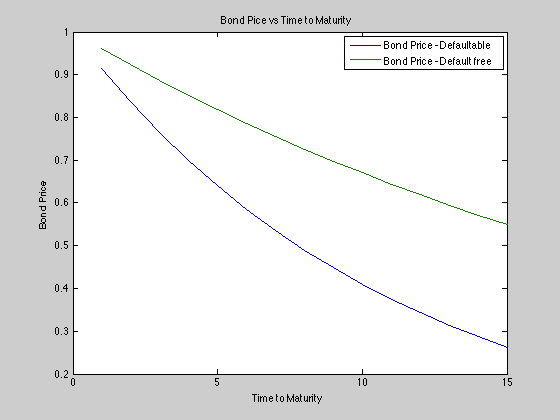 Bond Pice vs Time to Maturity
Bond Price - Defaultable
Bond Price - Default free
1
0.9
0.8
0.7
0.6
0.5
0.4
0.3
0.2
Bond Price
0
5
10
15
Time to Maturity